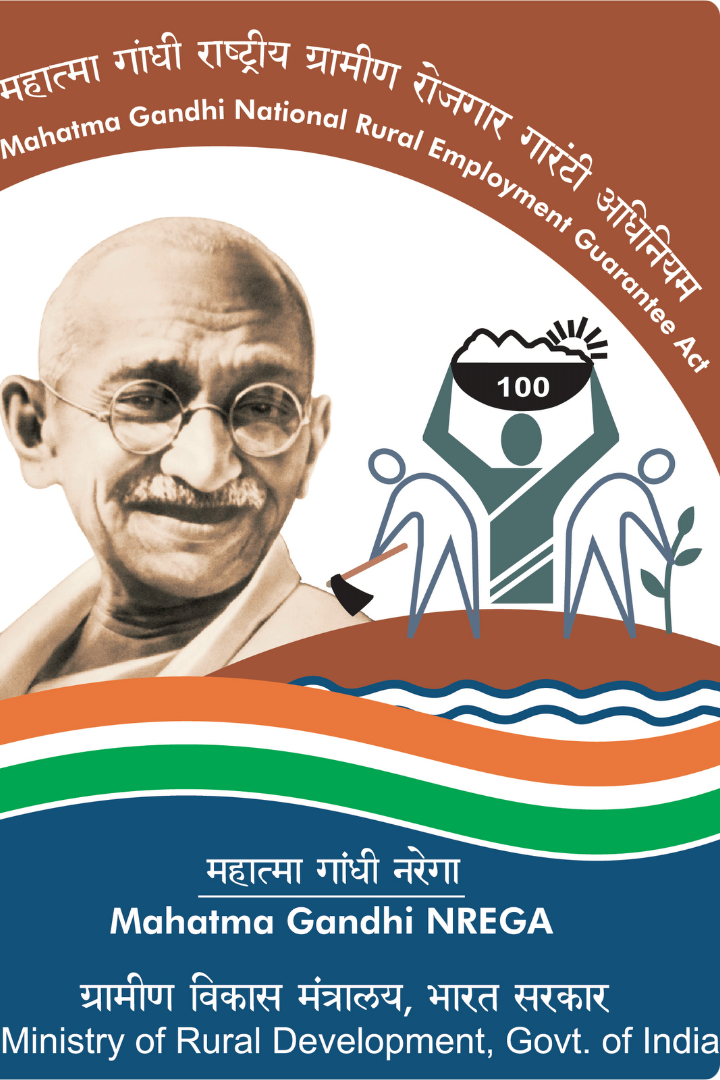 महात्मा गांधी राष्ट्रीय ग्रामीण रोजगार गारंटी अधिनियम
Mahatma Gandhi National Rural Employment Guarantee Act
100
महात्मा गांधी नरेगा
Mahatma Gandhi NREGA
ग्रामीण विकास मंत्रालय, भारत सरकार
Ministry of Rural Development, Govt. of India